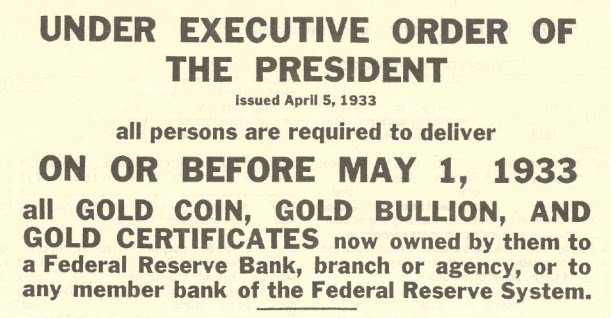 UNDER EXECUTIVE ORDER OF
THE PRESIDENT
issued April 5, 1933
all persons are required to deliver
ON OR BEFORE MAY 1, 1933
all GOLD COIN, GOLD BULLION, AND
GOLD CERTIFICATES now owned by them to
a Federal Reserve Bank, branch or agency, or to
any member bank of the Federal Reserve System.